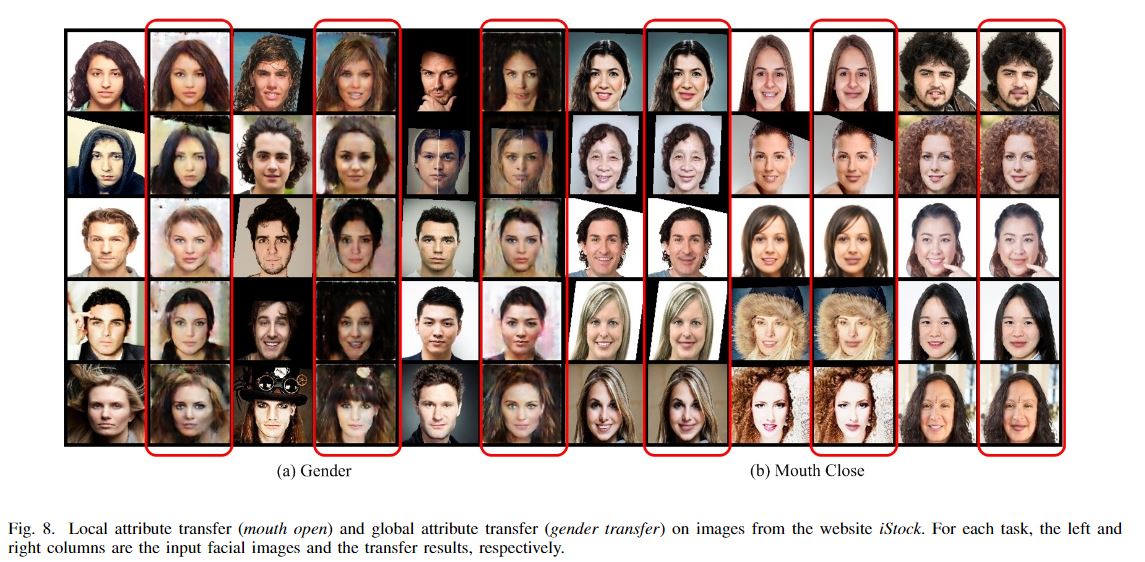 (a) Gender
(b) Mouth Close
Fig. 8. Local attribute transfer (mouth open) and global attribute transfer (gender transfer) on images from the website iStock. For each task, the left and
right columns are the input facial images and the transfer results, respectively.